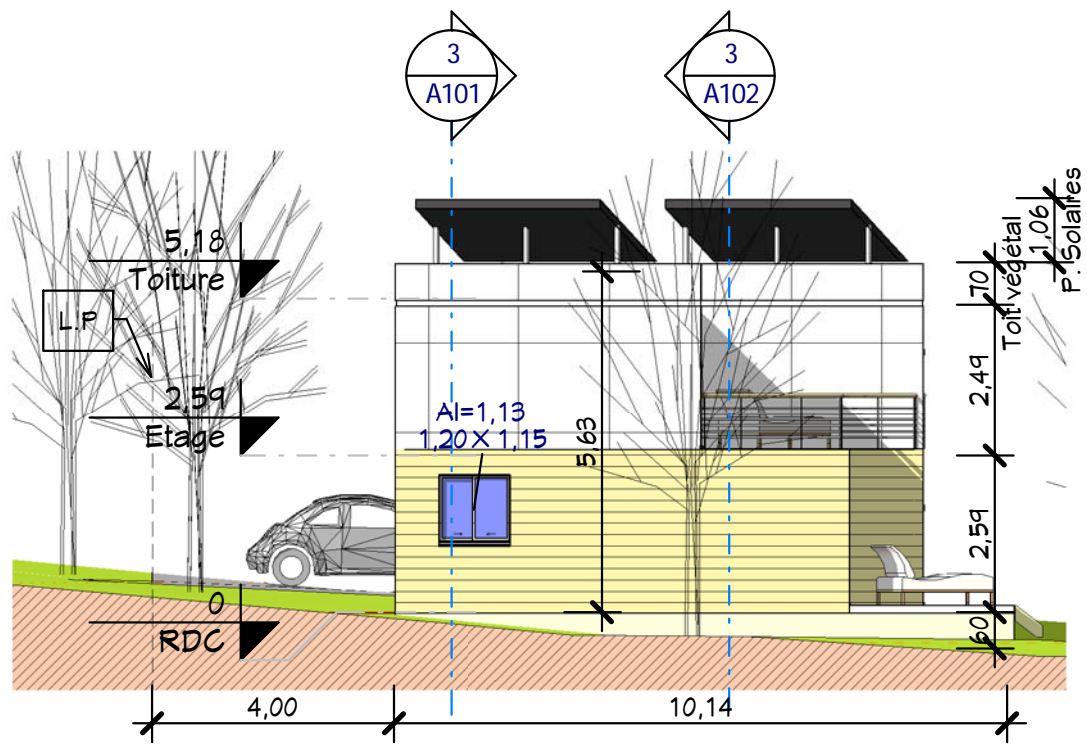 3
A101
3
A102
5,18
Toiture
L.P
2,59
Etage
0
RDC
Al=1,13
1,20 X 1,15
5,63
P. Solaires
1,06
Toit végétal
70
2,49
2,59
60
4,00
10,14